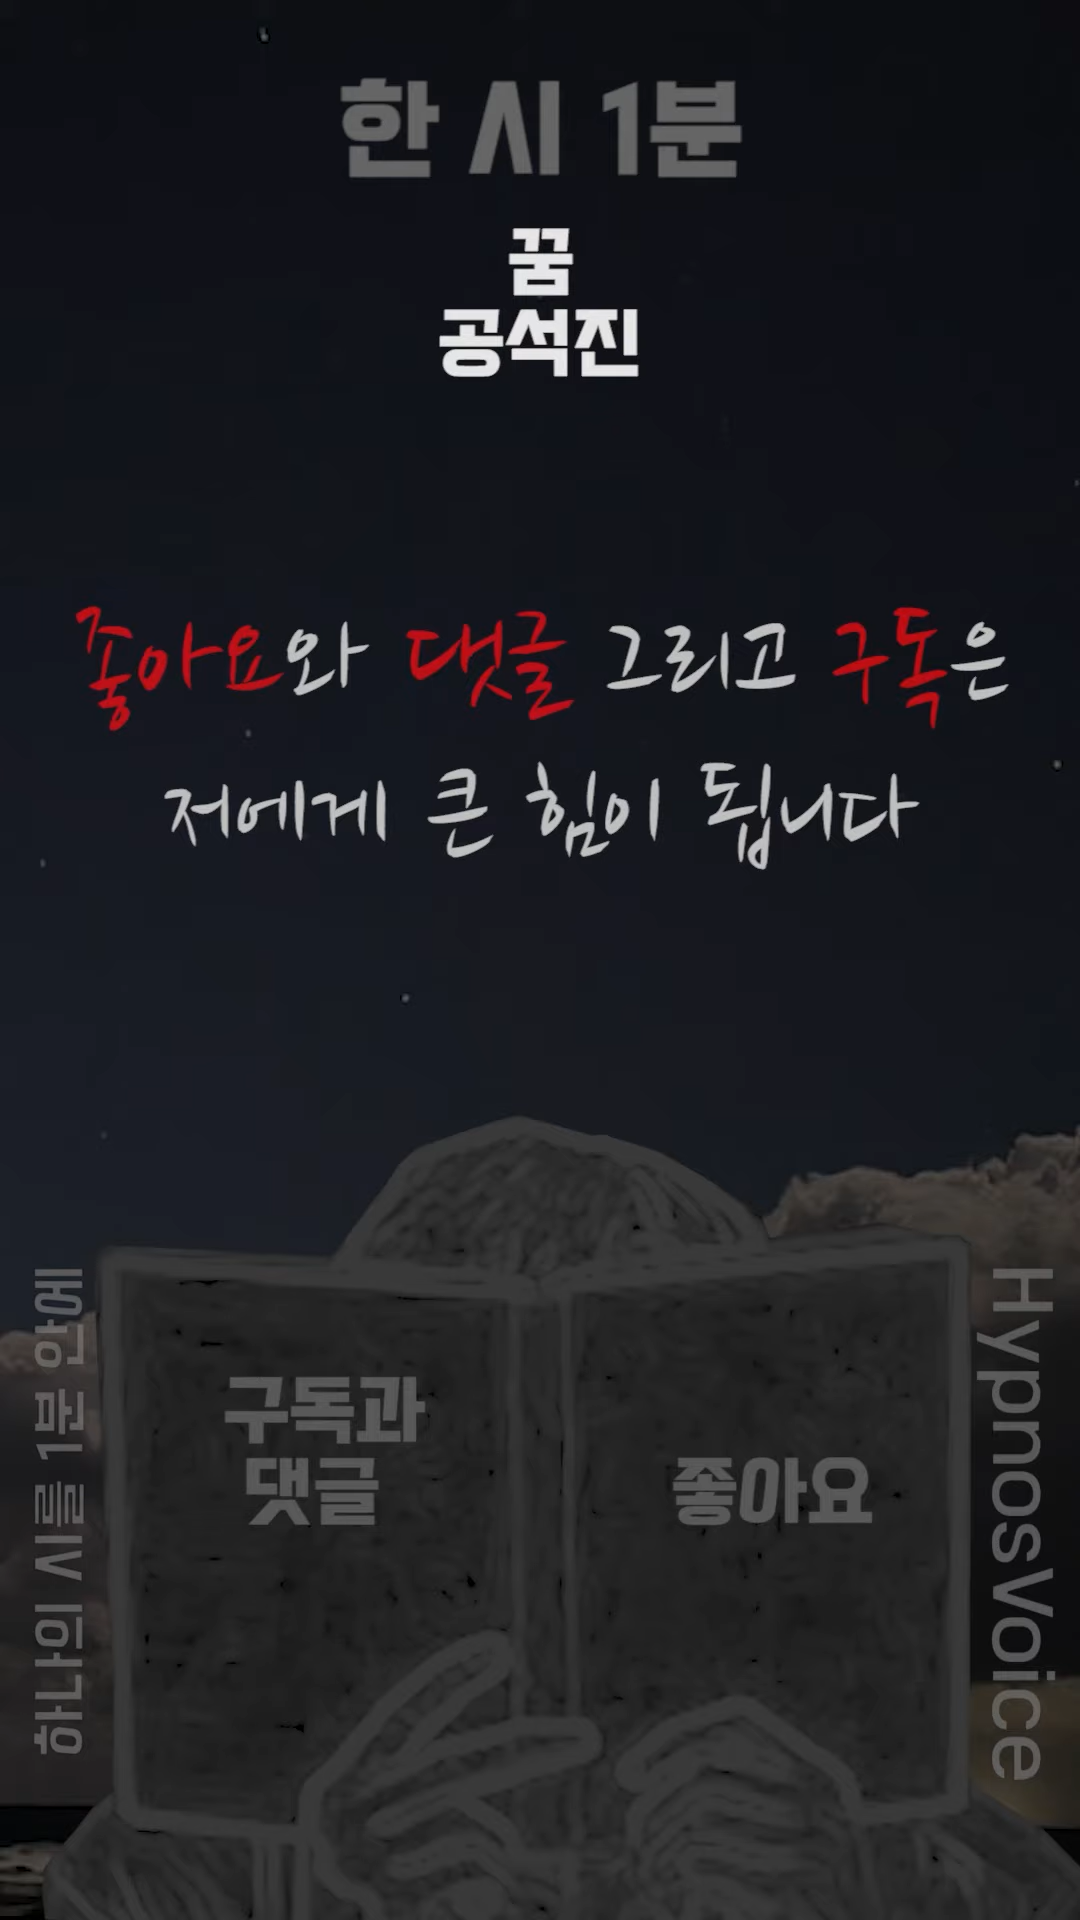 한 시 1분
꿈
공석진
좋아요와 댓글 그리고 구독은
저에게 큰 힘이 됩니다
하나의 시를 1분 안에
구독과
댓글
좋아요
HypnosVoice